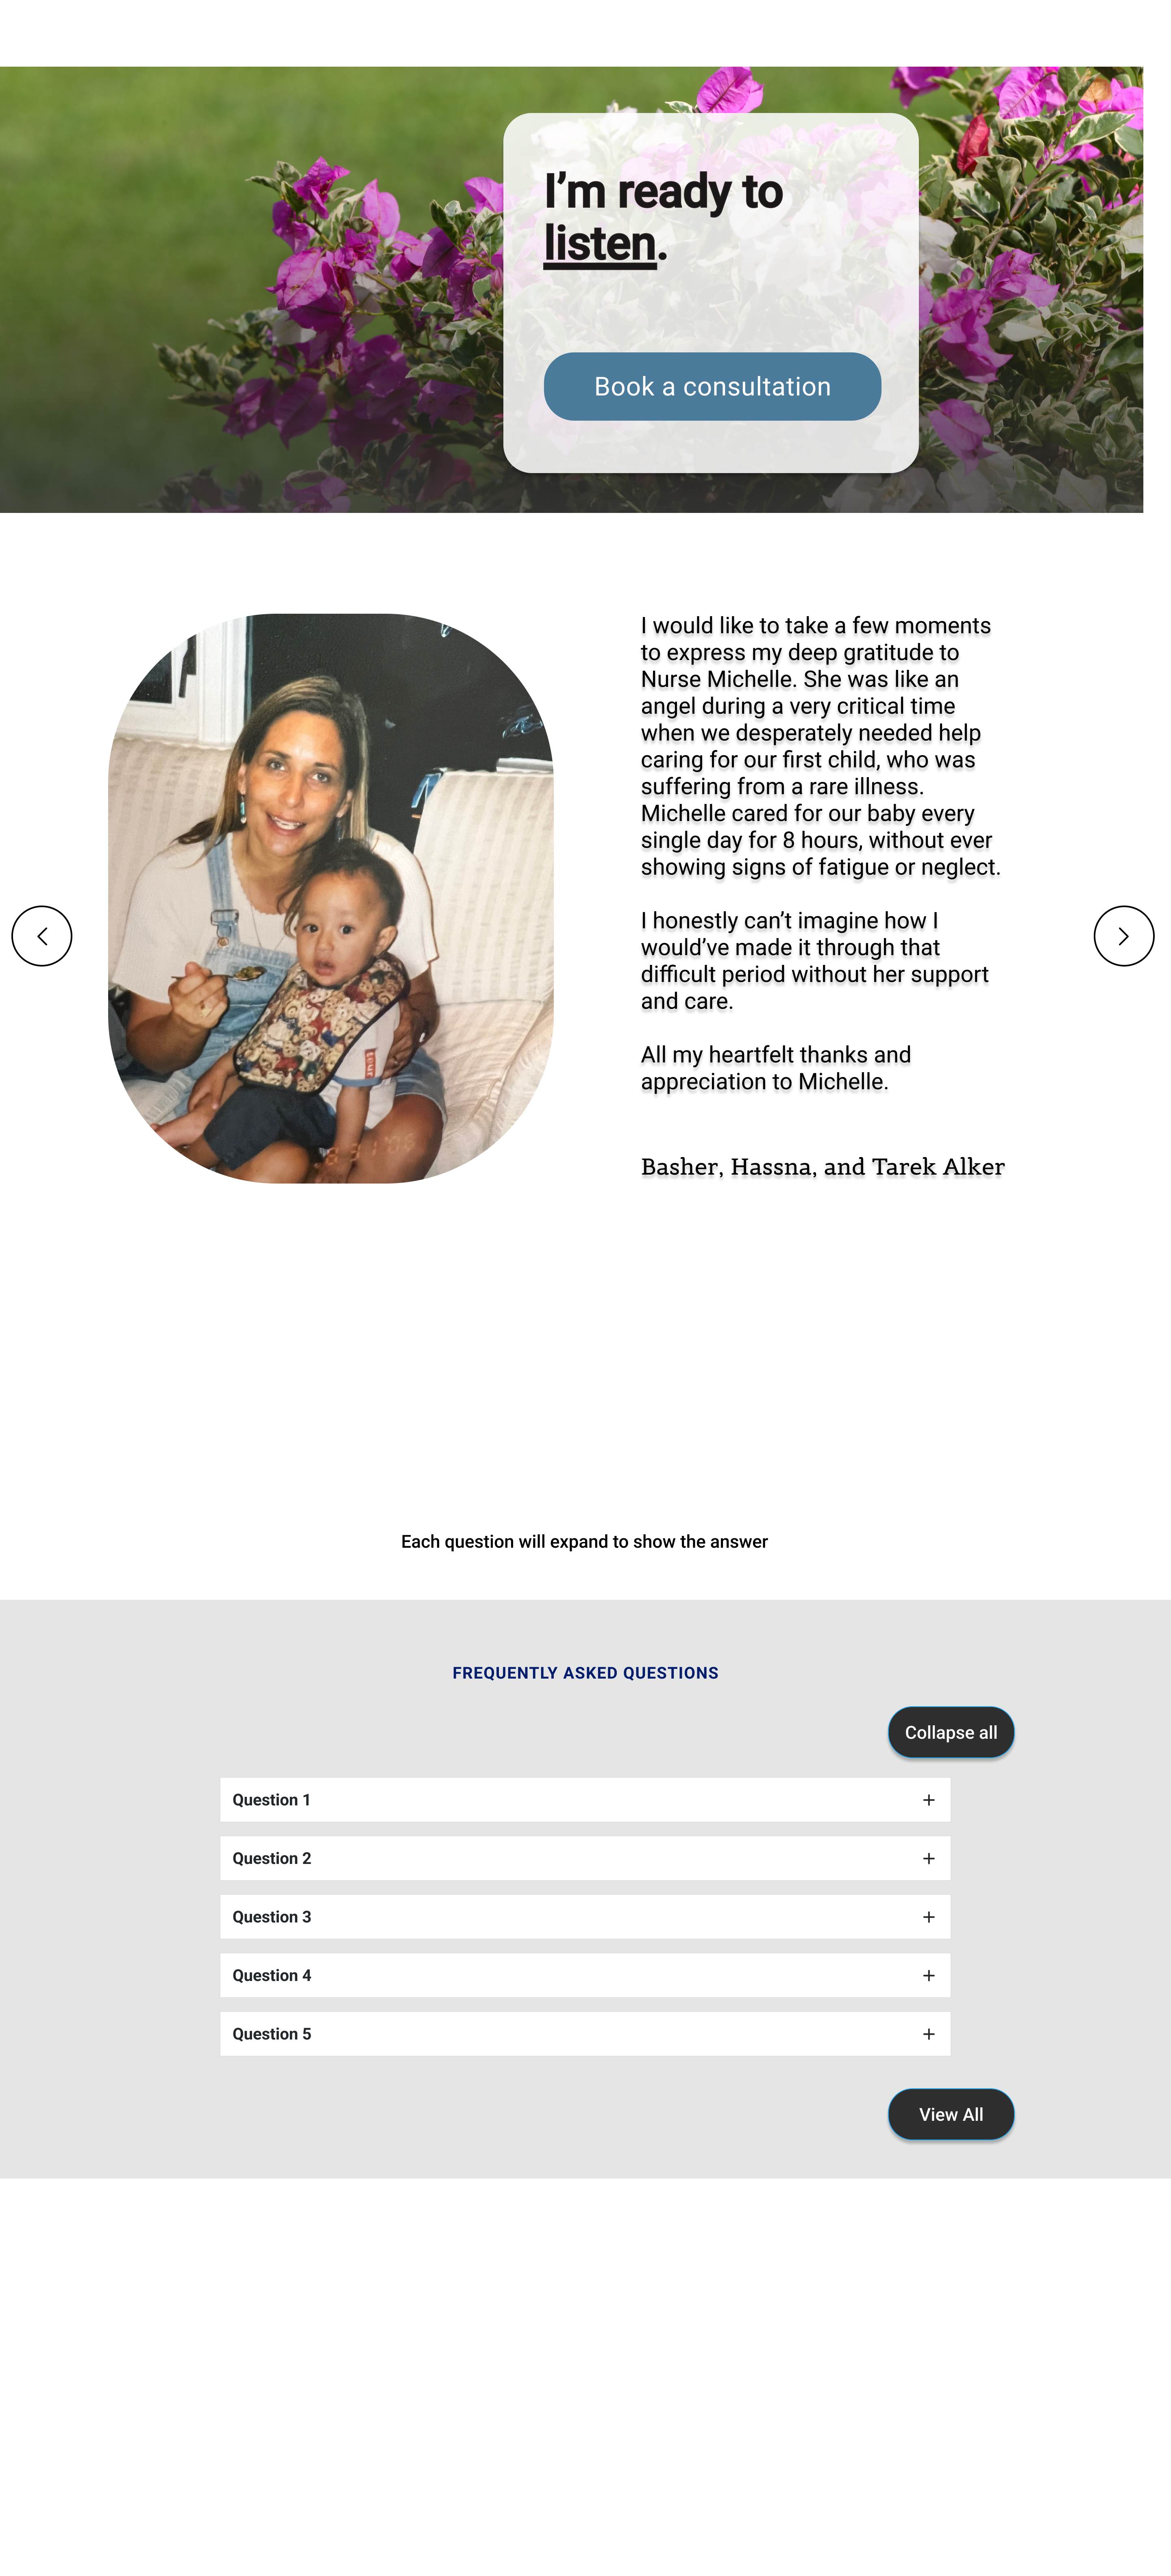 I’m ready to
listen.
Book a consultation
I would like to take a few moments
to express my deep gratitude to
Nurse Michelle. She was like an
angel during a very critical time
when we desperately needed help
caring for our first child, who was
suffering from a rare illness.
Michelle cared for our baby every
single day for 8 hours, without ever
showing signs of fatigue or neglect.
I honestly can’t imagine how I
would’ve made it through that
difficult period without her support
and care.
All my heartfelt thanks and
appreciation to Michelle.
Basher, Hassna, and Tarek Alker
Each question will expand to show the answer
FREQUENTLY ASKED QUESTIONS
Collapse all
Question 1
Question 2
Question 3
Question 4
Question 5
View All